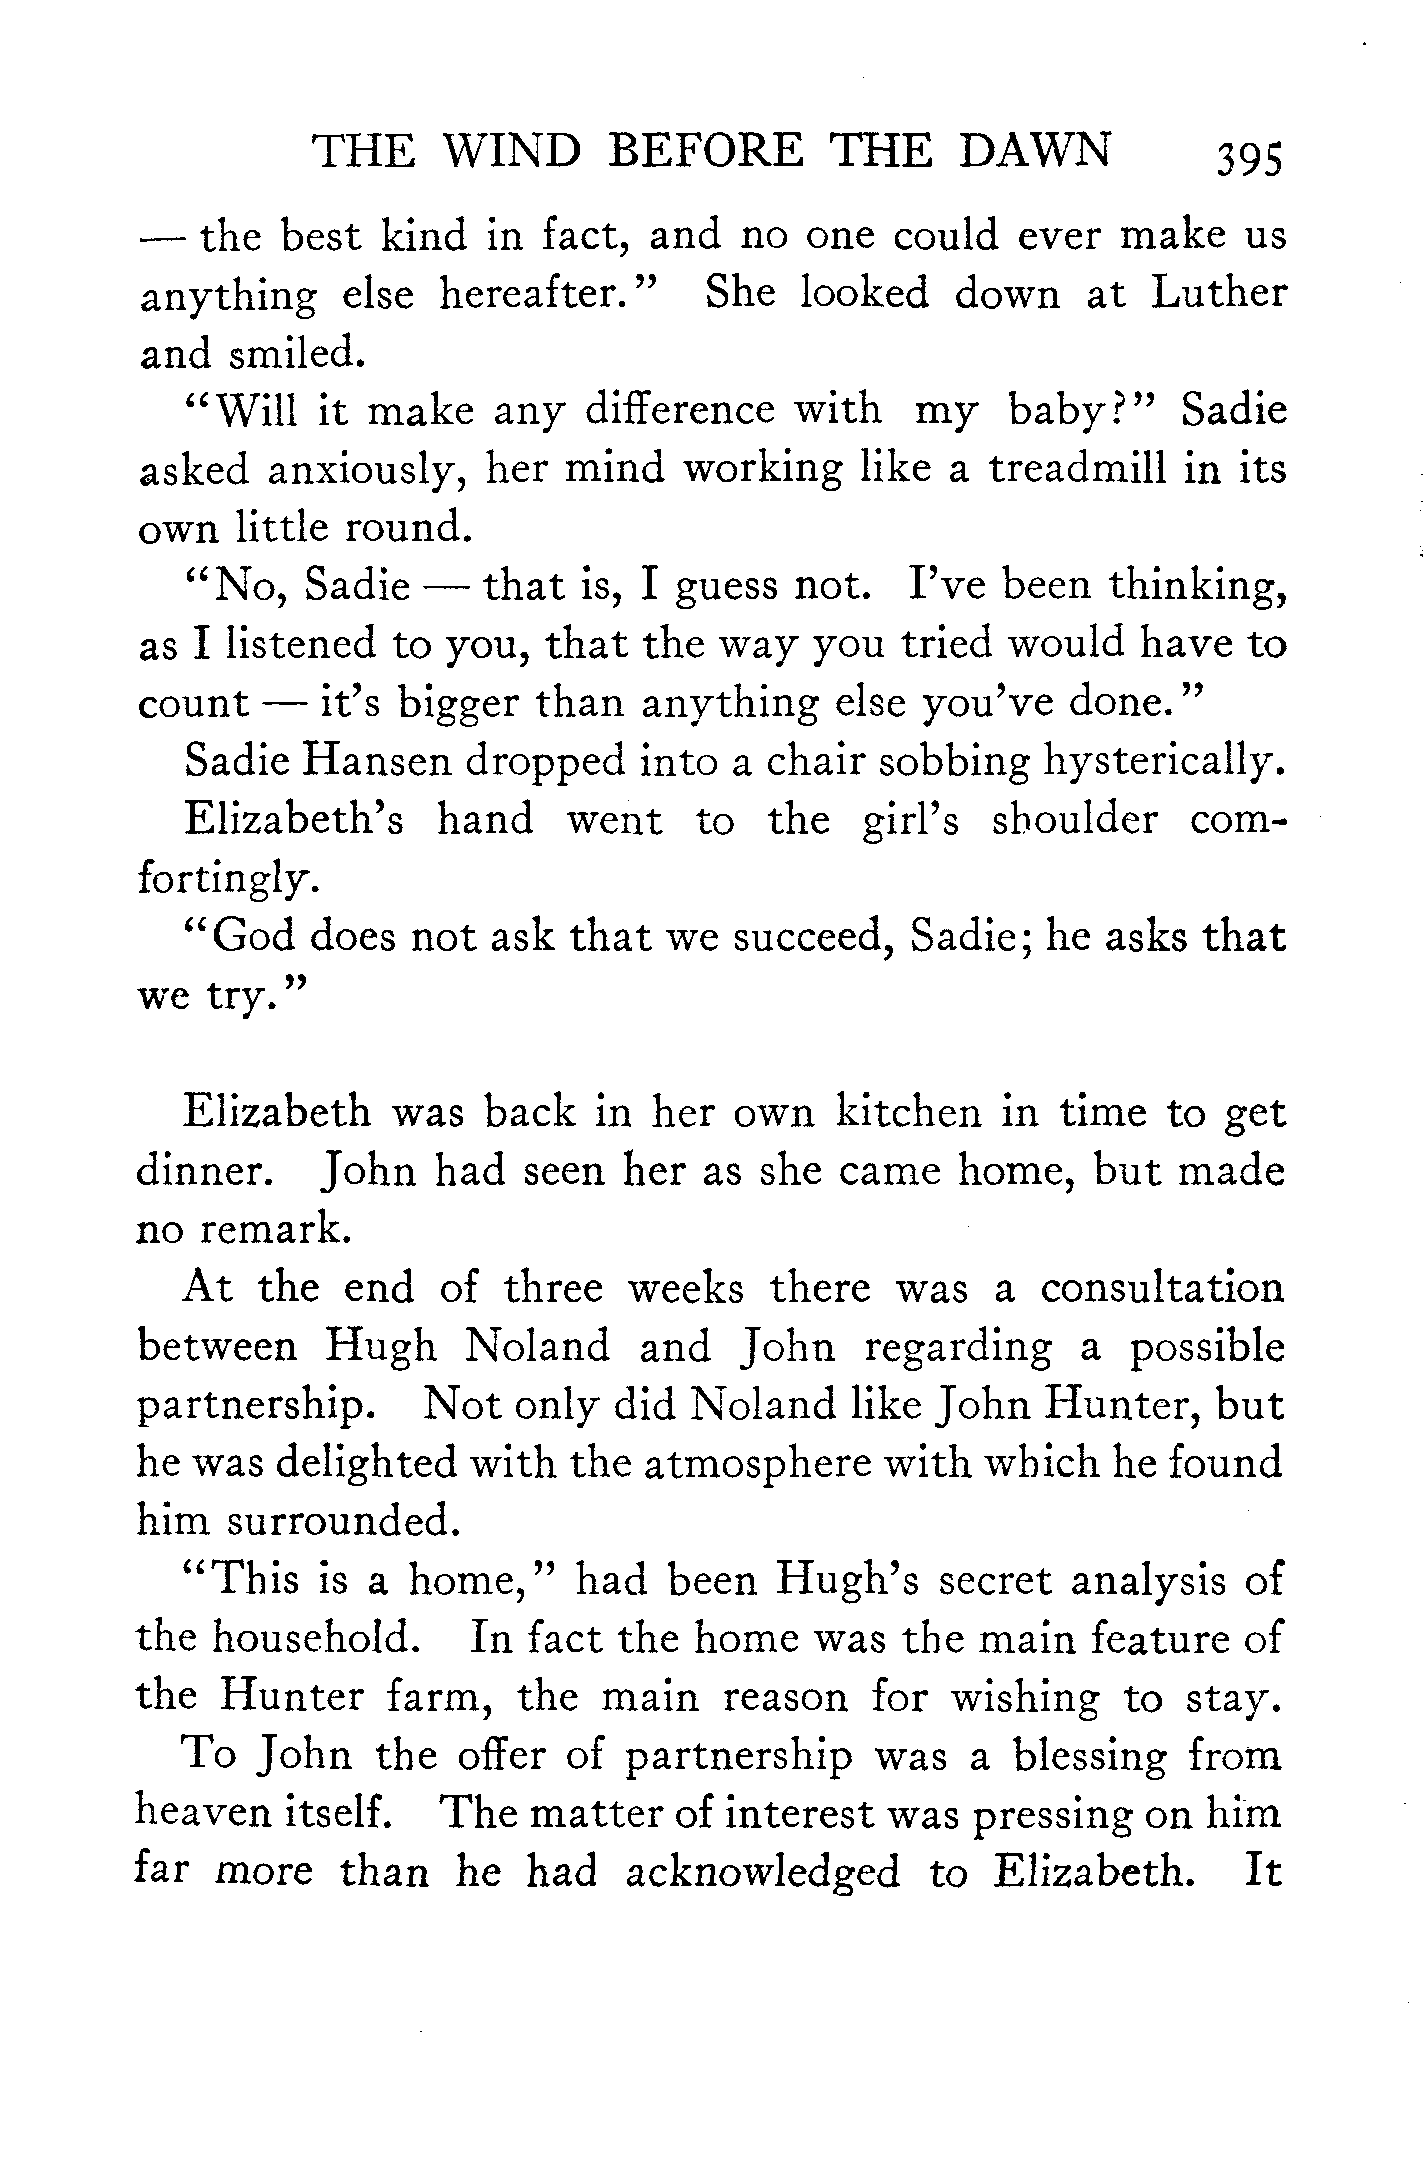 THE WIND BEFORE THE DAWN 395
— the best kind in fact, and no one could ever make us
anything else hereafter." She looked down at Luther
and smiled.
"Will it make any difference with my baby?" Sadie
asked anxiously, her mind working like a treadmill in its
own little round.
"No, Sadie — that is, I guess not. I've been thinking,
as I listened to you, that the way you tried would have to
count — it's bigger than anything else you've done."
Sadie Hansen dropped into a chair sobbing hysterically.
Elizabeth's hand went to the girl's shoulder com-
fortingly.
"God does not ask that we succeed, Sadie; he asks that
we try."
Elizabeth was back in her own kitchen in time to get
dinner. John had seen her as she came home, but made
no remark.
At the end of three weeks there was a consultation
between Hugh Noland and John regarding a possible
partnership. Not only did Noland like John Hunter, but
he was delighted with the atmosphere with which he found
him surrounded.
"This is a home," had been Hugh's secret analysis of
the household. In fact the home was the main feature of
the Hunter farm, the main reason for wishing to stay.
To John the offer of partnership was a blessing from
heaven itself. The matter of interest was pressing on him
far more than he had acknowledged to Elizabeth. It